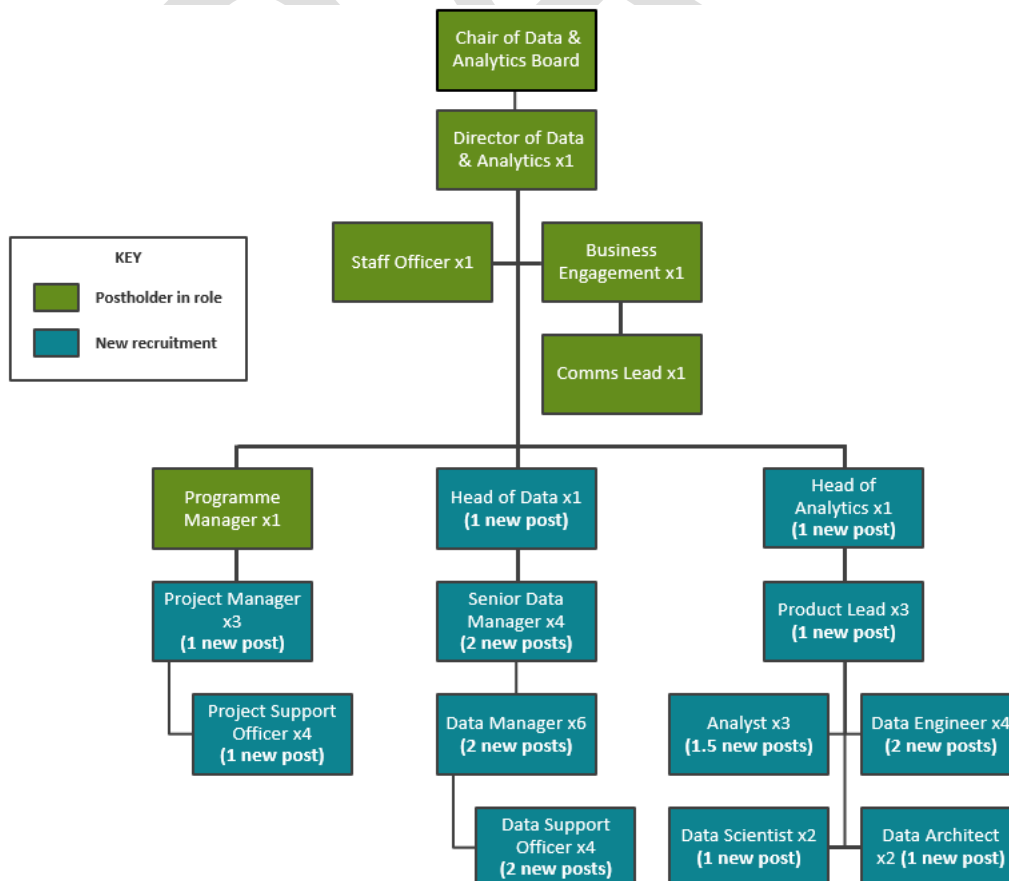 Chair of Data &
Analytics Board
Director of Data
& Analytics x1
Staff Officer x1
Business
Engagement x1
KEY
Postholder in role
New recruitment
Comms Lead x1
Programme
Manager x1
Head of Data x1
(1 new post)
Head of
Analytics x1
(1 new post)
Project Manager
x3
(1 new post)
Senior Data
Manager x4
(2 new posts)
Product Lead x3
(1 new post)
Project Support
Officer x4
(1 new post)
Data Manager x6
(2 new posts)
Analyst x3
(1.5 new posts)
Data Engineer x4
(2 new posts)
Data Support
Officer x4
(2 new posts)
Data Scientist x2
(1 new post)
Data Architect
x2 (1 new post)